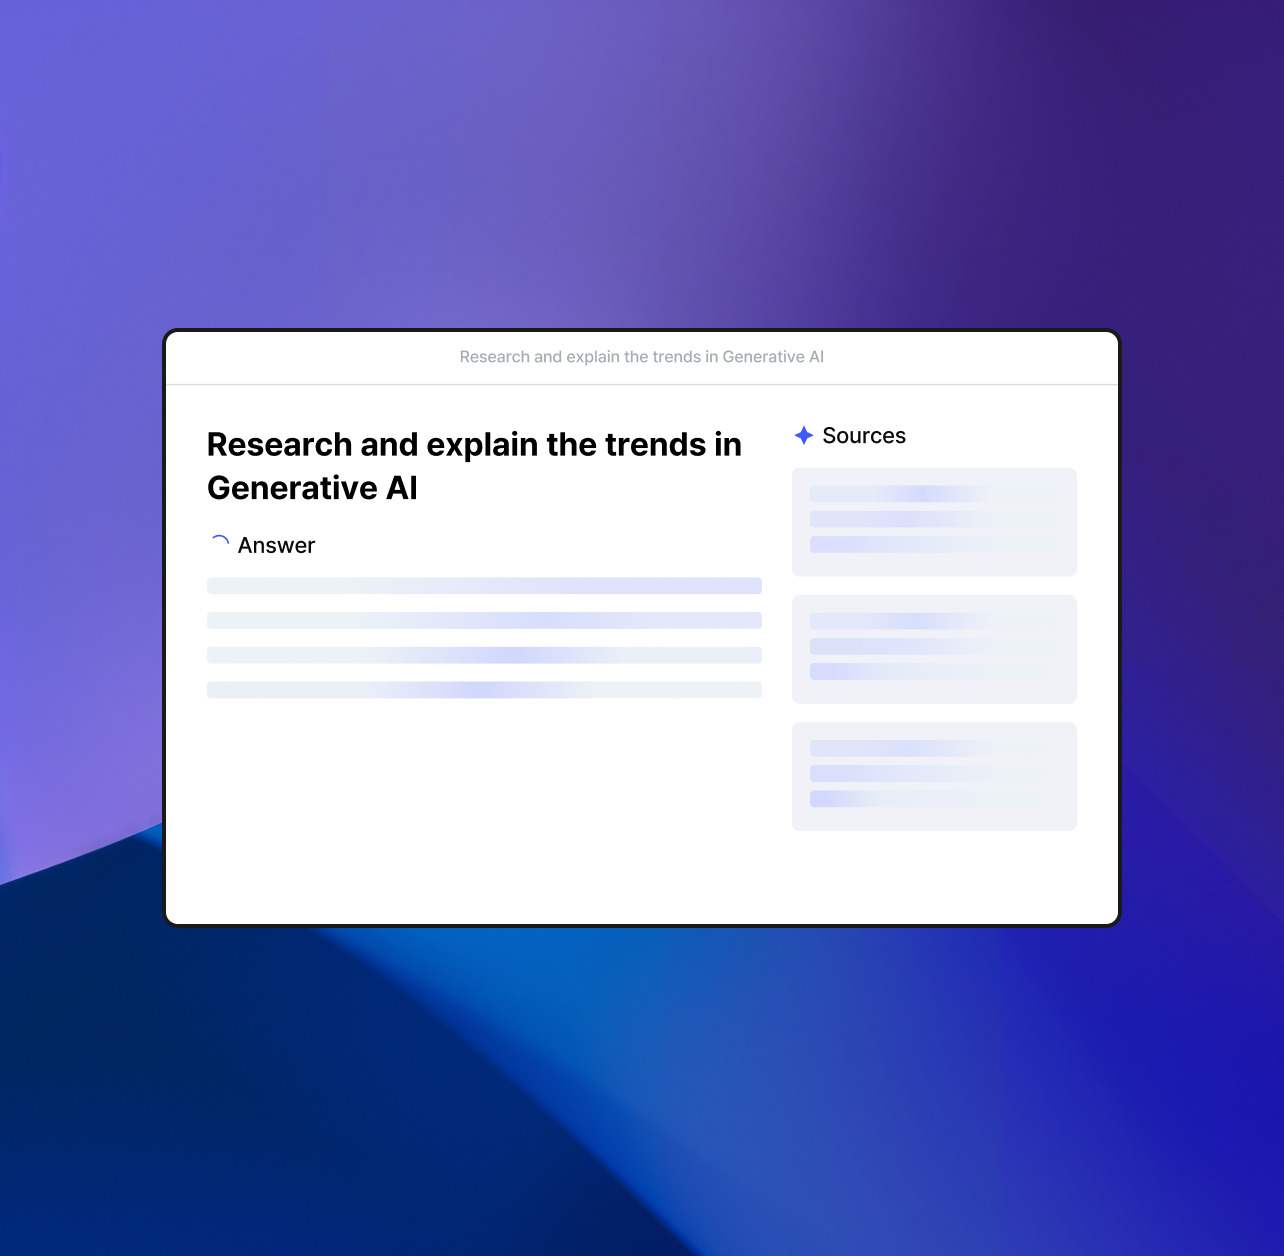 Research and explain the trends in Generative AI
Research and explain the trends in
Generative AI
Answer
Sources